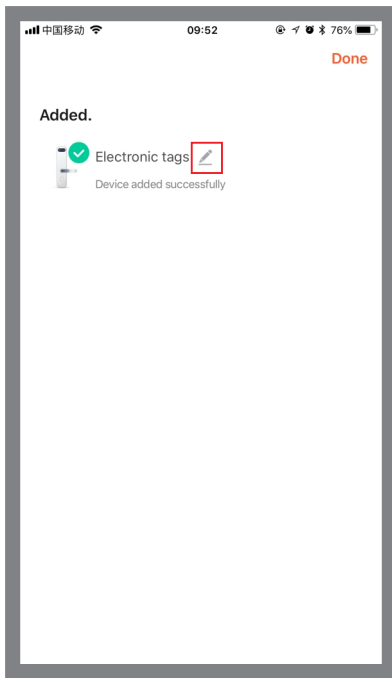 中国移动 09:52 76%
Done
Added.
Electronic tags
Device added successfully